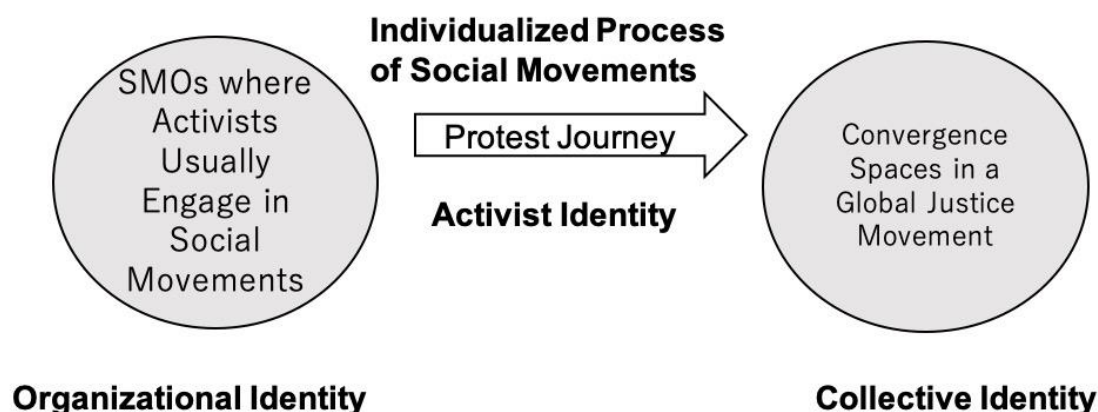 Individualized Process
of Social Movements
SMOs where
Activists
Usually
Engage in
Social
Movements
Protest Journey
Activist Identity
Convergence
Spaces in a
Global Justice
Movement
Organizational Identity
Collective Identity